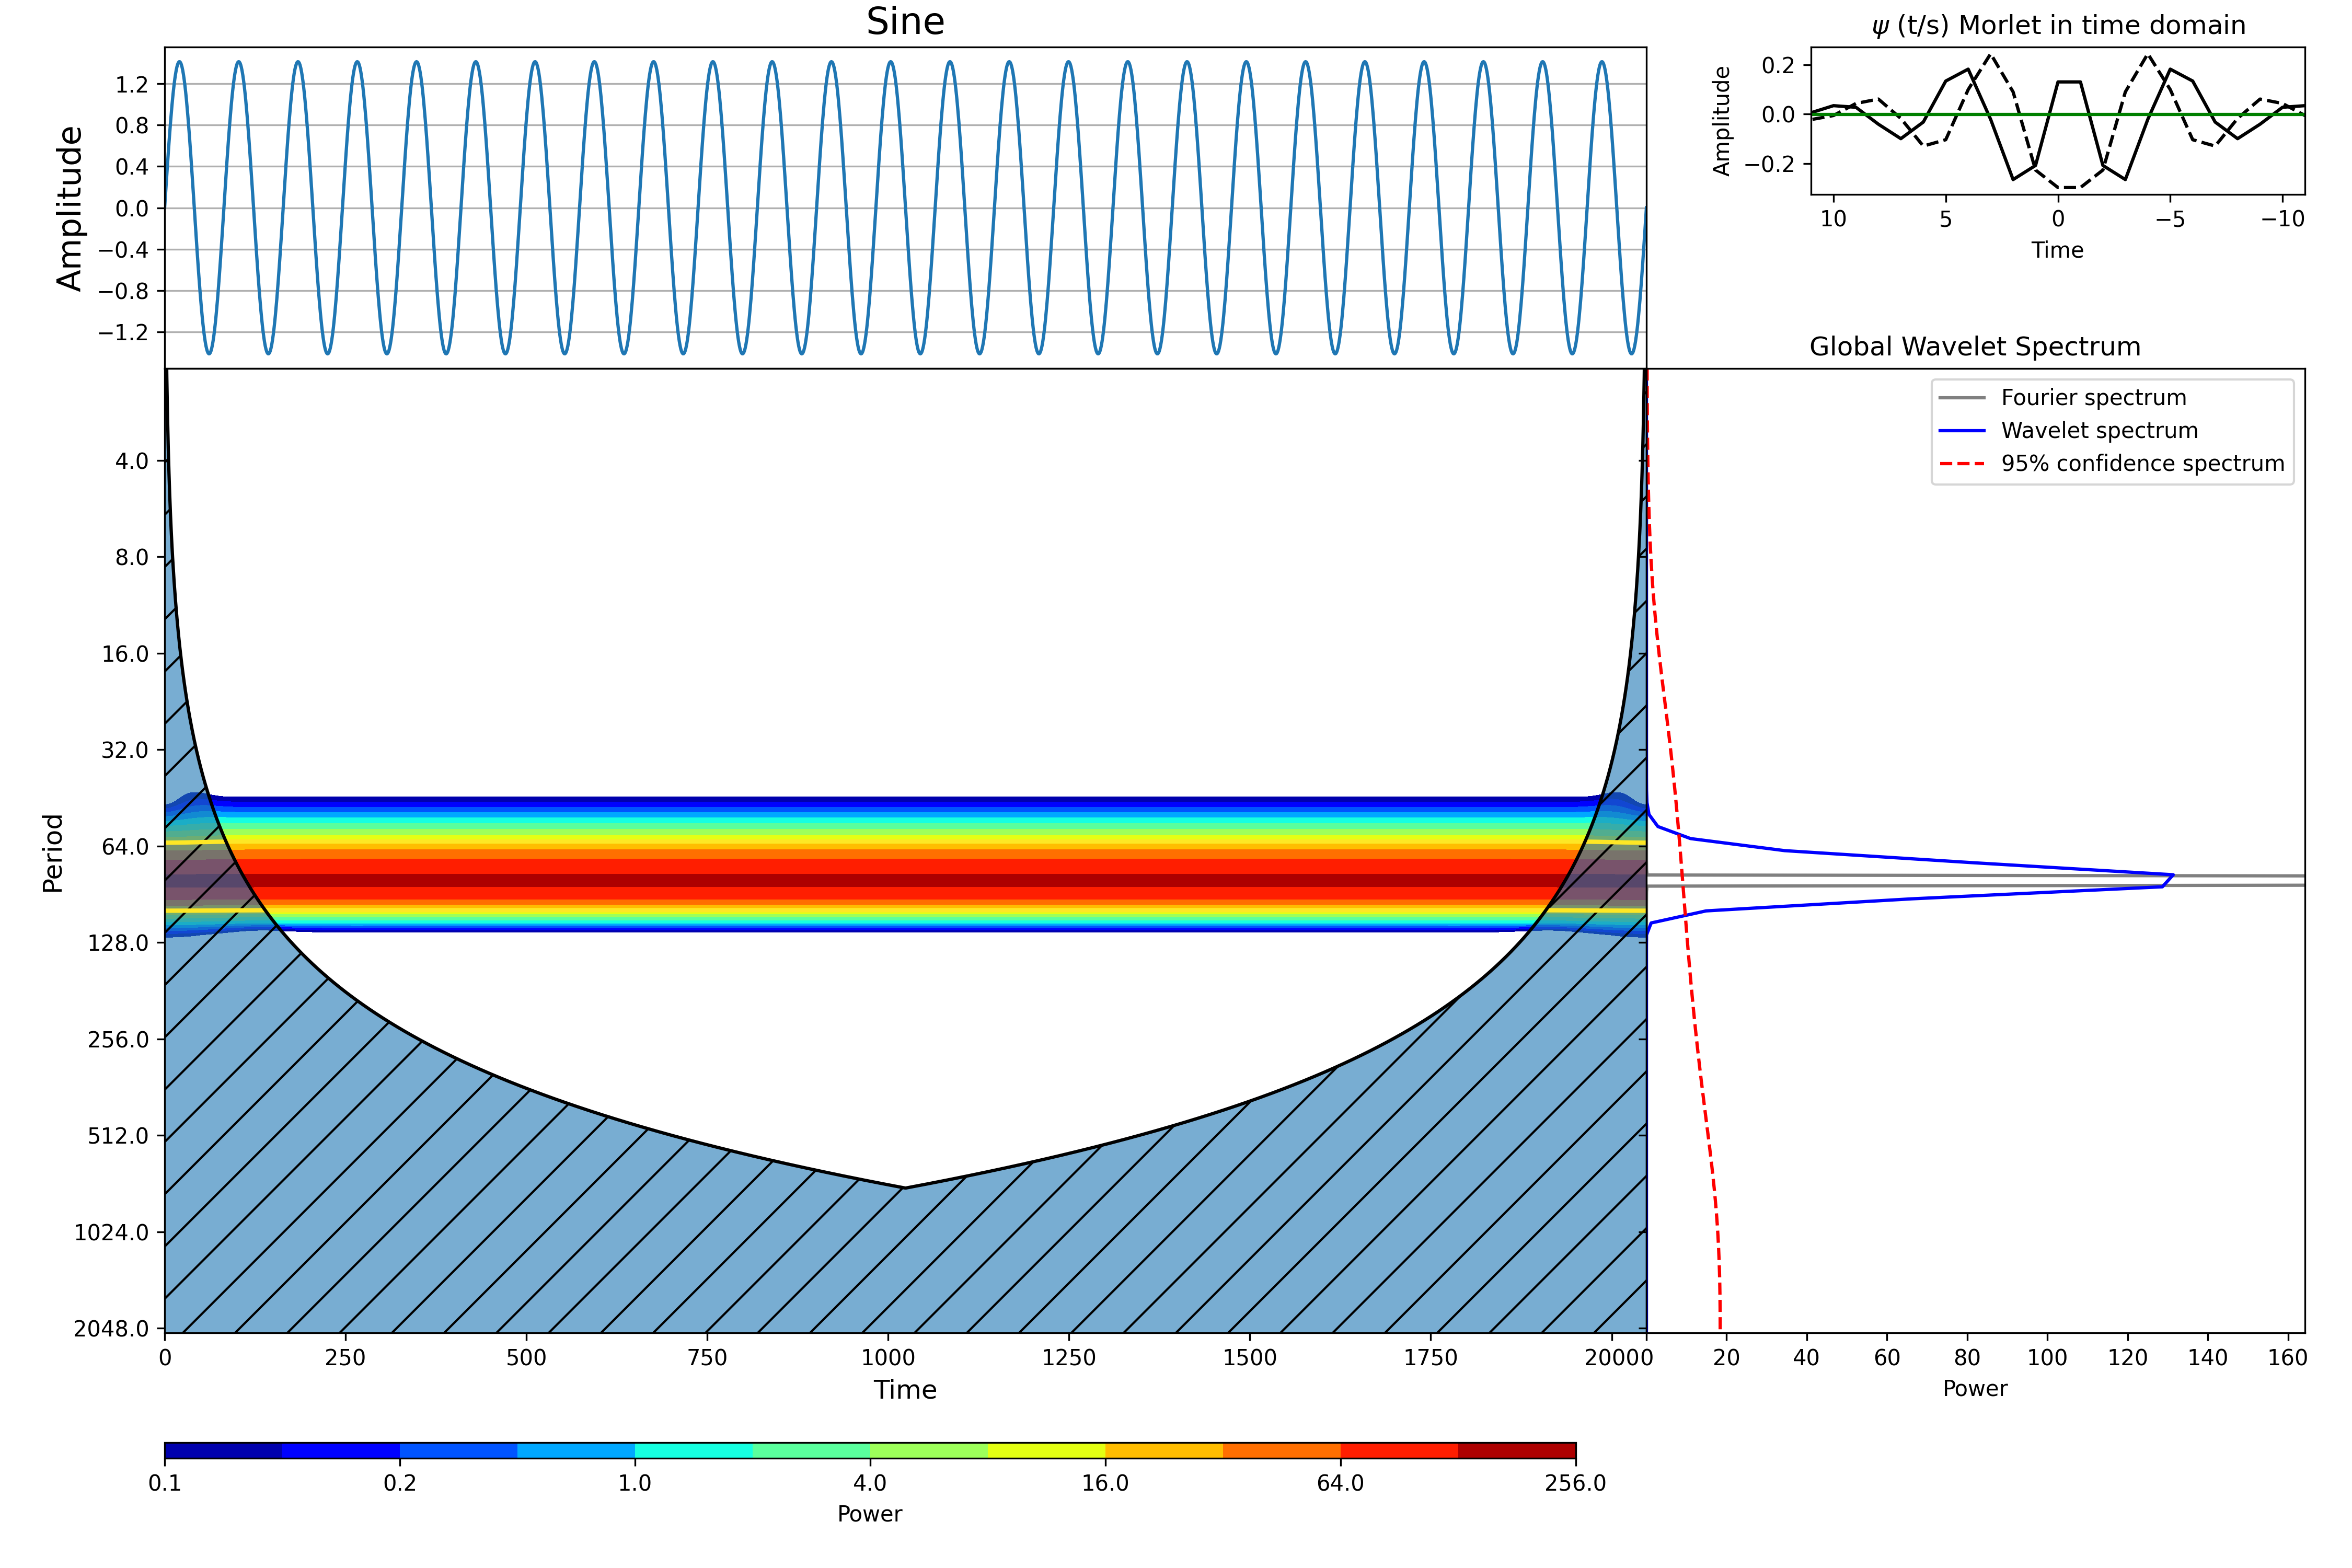 Sine
Amplitude
1.2
0.8
0.4
0.0
−0.4
−0.8
−1.2
ψ (t/s) Morlet in time domain
Amplitude
0.2
0.0
−0.2
10 5 0 −5 −10
Time
Global Wavelet Spectrum
Fourier spectrum
Wavelet spectrum
95% confidence spectrum
Period
4.0
8.0
16.0
32.0
64.0
128.0
256.0
512.0
1024.0
2048.0
0 250 500 750 1000 1250 1500 1750 2000
Time
0 20 40 60 80 100 120 140 160
Power
0.1 0.2 1.0 4.0 16.0 64.0 256.0
Power